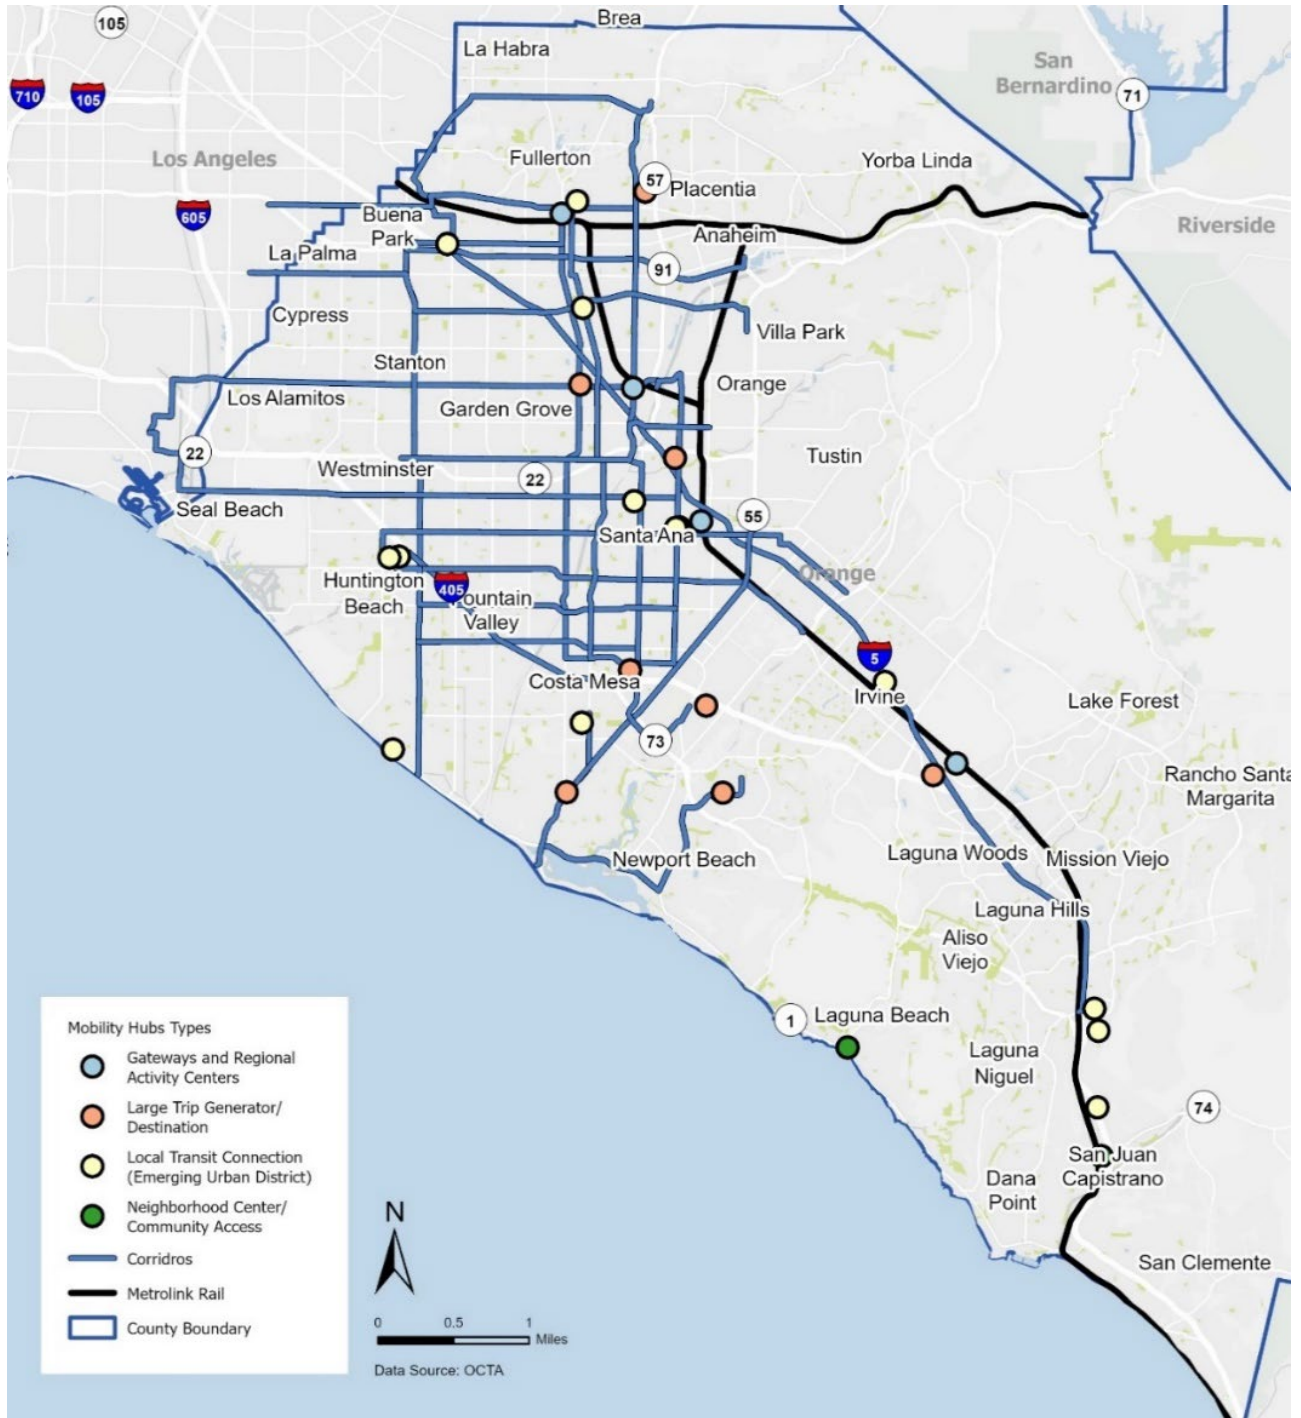 105
Brea
La Habra
San
Bernardino
710
105
71
Los Angeles
Fullerton
Yorba Linda
57
Placentia
605
Buena
Park
Riverside
Anaheim
La Palma
91
Cypress
Villa Park
Stanton
Orange
Los Alamitos
Garden Grove
22
Tustin
Westminster
22
Seal Beach
55
Santa Ana
Orange
Huntington
Beach
405
ountain
Valley
5
Costa Mesa
Irvine
Lake Forest
73
Rancho Santa
Margarita
Newport Beach
Laguna Woods
Mission Viejo
Laguna Hills
Aliso
Viejo
1
Laguna Beach
Laguna
Niguel
74
San Juan
Capistrano
Dana
Point
San Clemente
Mobility Hubs Types
Gateways and Regional
Activity Centers
Large Trip Generator/
Destination
Local Transit Connection
(Emerging Urban District)
Neighborhood Center/
Community Access
Corridros
Metrolink Rail
County Boundary
N
0 0.5 1
Miles
Data Source: OCTA